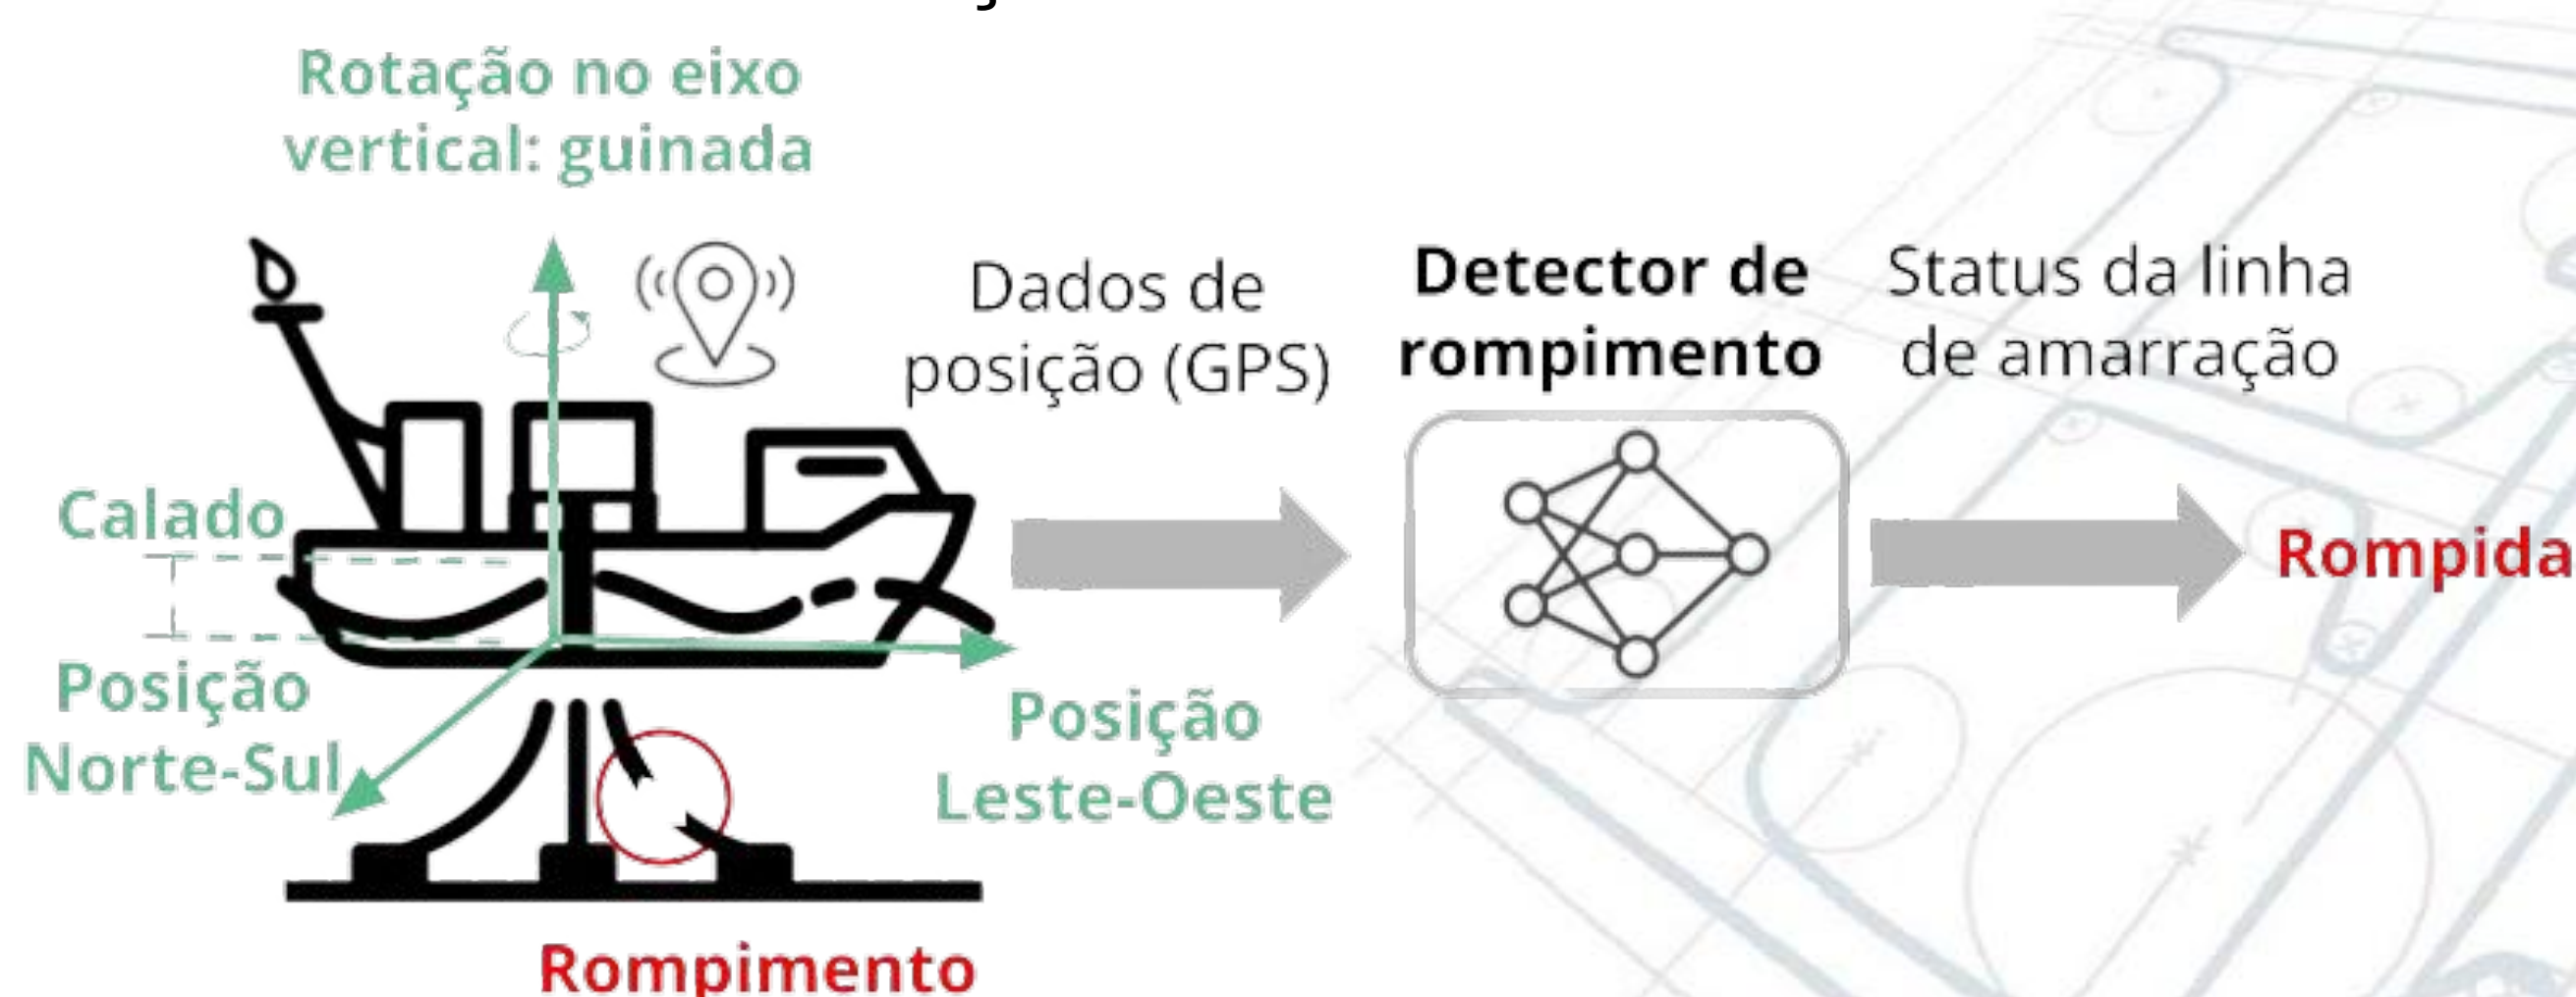 Rotação no eixo
vertical: guinada
Dados de
posição (GPS)
Detector de
rompimento
Status da linha
de amarração
Calado
Rompida
Posição
Norte-Sul
Posição
Leste-Oeste
Rompimento